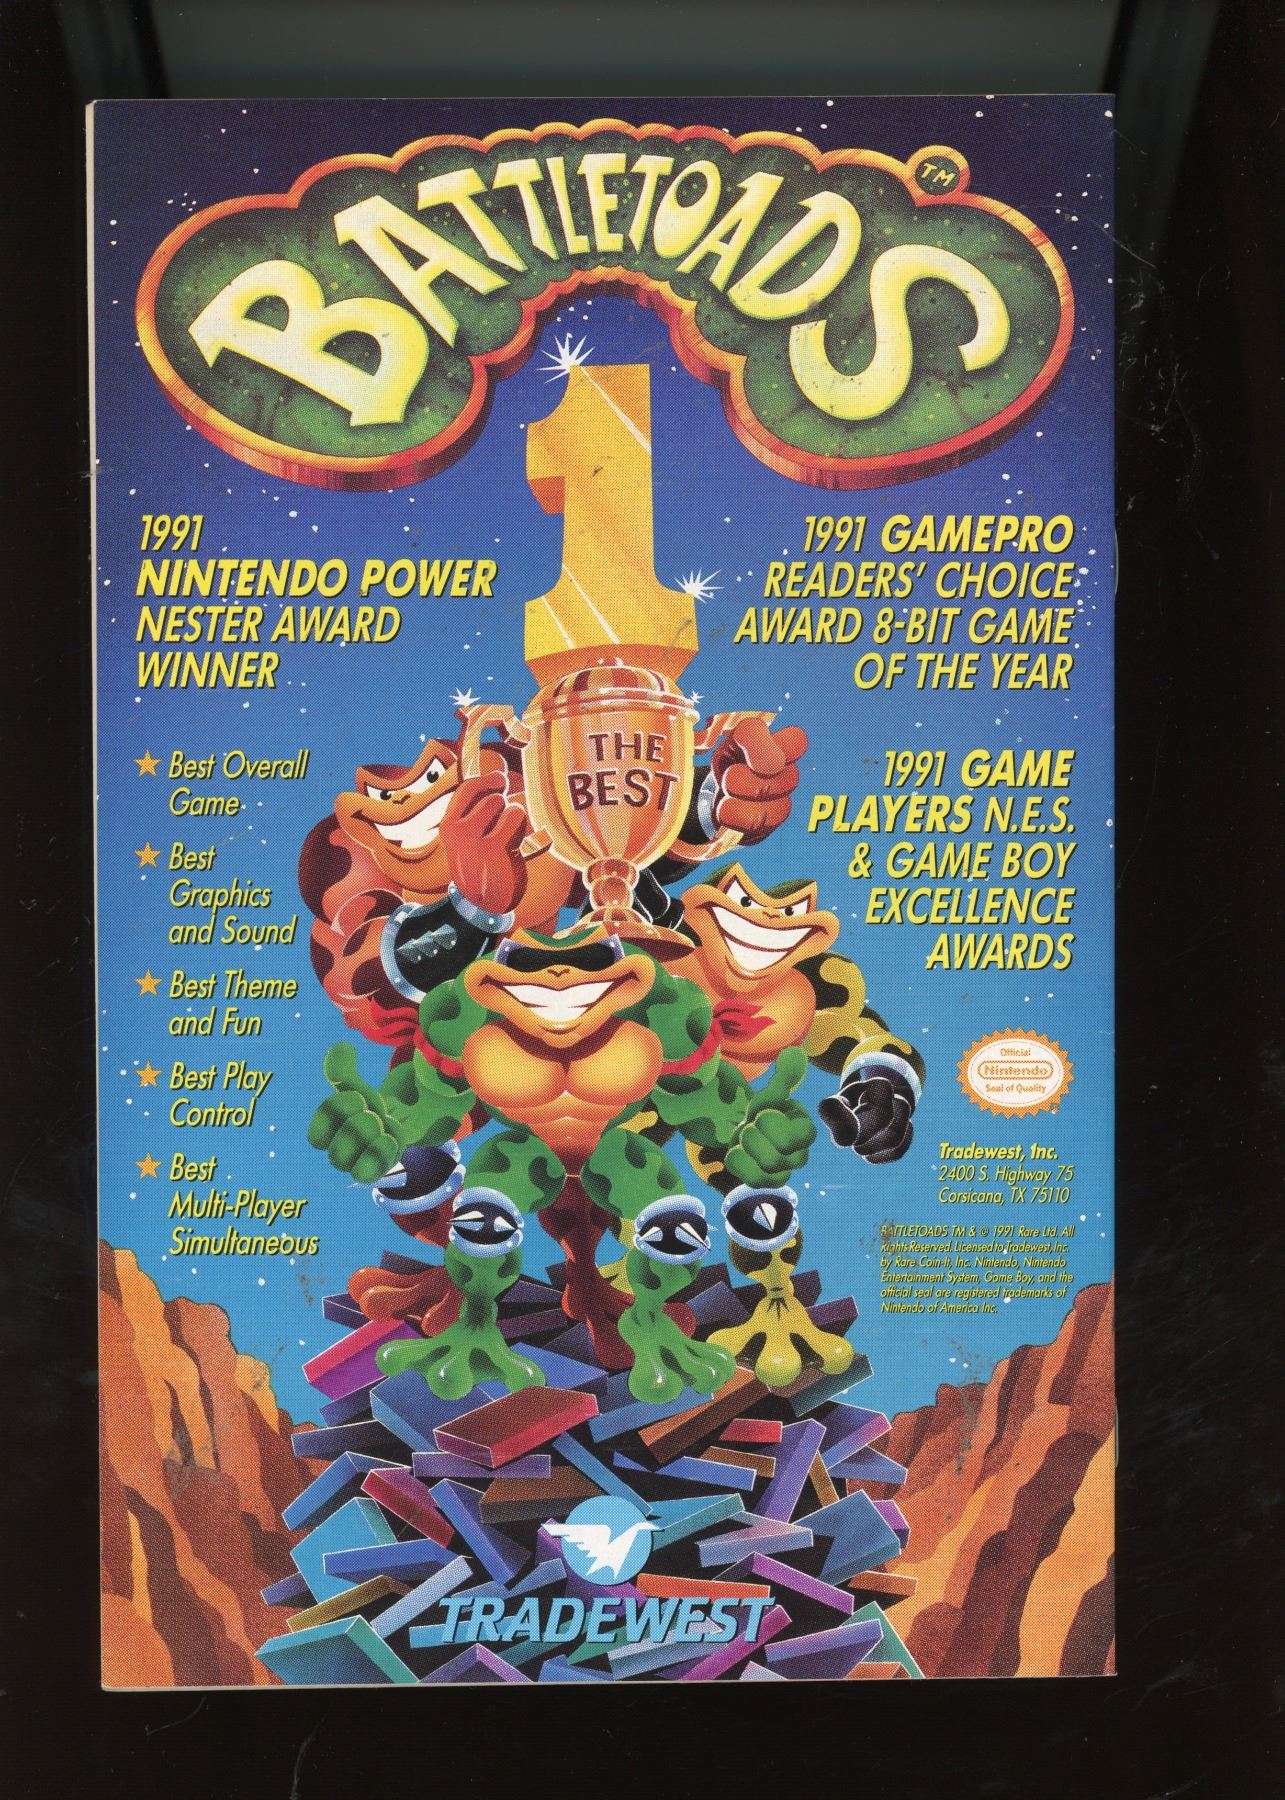 BATTLETOADS TM
1991
NINTENDO POWER
NESTER AWARD
WINNER
★ Best Overall
Game
★ Best
Graphics
and Sound
★ Best Theme
and Fun
★ Best Play
Control
★ Best
Multi-Player
Simultaneous
THE
BEST
1991 GAMEPRO
READERS' CHOICE
AWARD 8-BIT GAME
OF THE YEAR
1991 GAME
PLAYERS N.E.S.
& GAME BOY
EXCELLENCE
AWARDS
Official
Nintendo
Seal of Quality
Tradewest, Inc.
2400 S. Highway 75
Corsicana, TX 75110
BATTLETOADS TM & © 1991 Rare Ltd. All
Rights Reserved. Licensed to Tradewest, Inc.
by Rare Coin-It, Inc. Nintendo, Nintendo
Entertainment System, Game Boy, and the
official seal are registered trademarks of
Nintendo of America Inc.
TRADEWEST